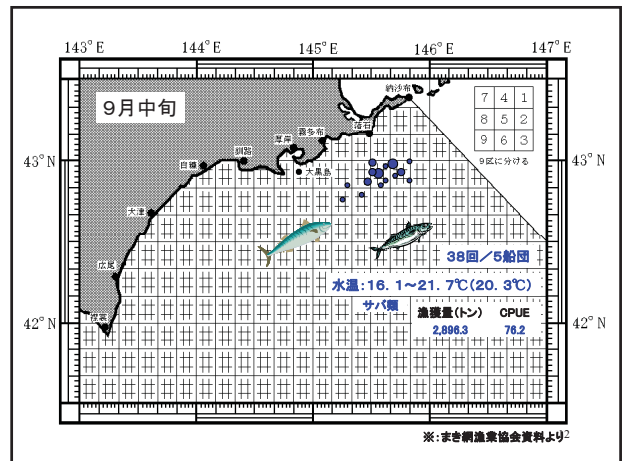 143° E 144° E 145° E 146° E 147° E
9月中旬
納沙布
落石
霧多布
厚岸
釧路
白糠
大黒島
7 4 1
8 5 2
9 6 3
9区に分ける
43° N 43° N
大津
広尾
38回/5船団
水温:16.1~21.7℃(20.3℃)
サバ類
漁獲量(トン) CPUE
2,896.3 76.2
42° N 42° N
※:まき網漁業協会資料より2